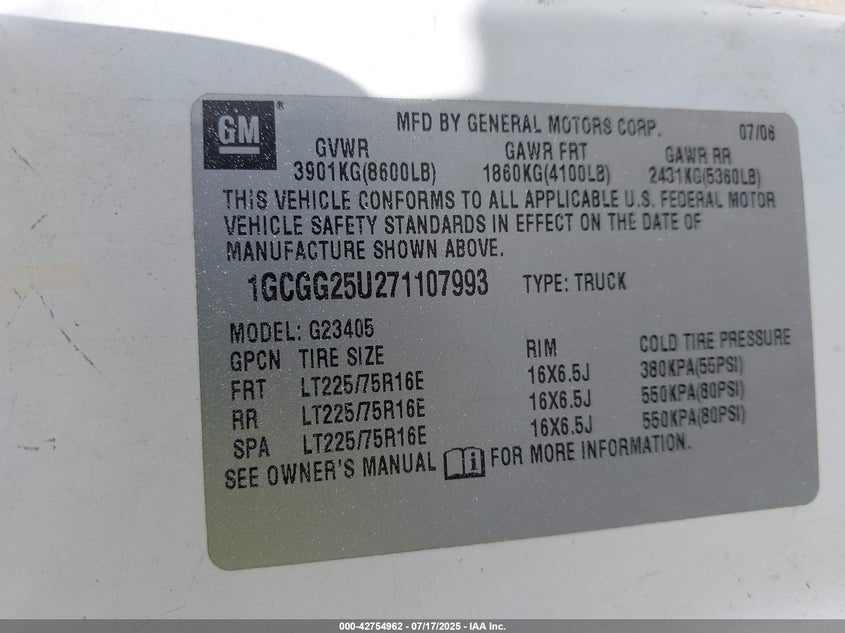 GM ®
MFD BY GENERAL MOTORS CORP. 07/06
GVWR GAWR FRT GAWR RR
3901KG(8600LB) 1860KG(4100LB) 2431KG(5360LB)
THIS VEHICLE CONFORMS TO ALL APPLICABLE U.S. FEDERAL MOTOR
VEHICLE SAFETY STANDARDS IN EFFECT ON THE DATE OF
MANUFACTURE SHOWN ABOVE.
1GCGG25U271107993 TYPE: TRUCK
MODEL: G23405
GPCN TIRE SIZE RIM COLD TIRE PRESSURE
FRT LT225/75R16E 16X6.5J 380KPA(55PSI)
RR LT225/75R16E 16X6.5J 550KPA(80PSI)
SPA LT225/75R16E 16X6.5J 550KPA(80PSI)
SEE OWNER'S MANUAL i FOR MORE INFORMATION.
000-42754962 - 07/17/2025 - IAA Inc.